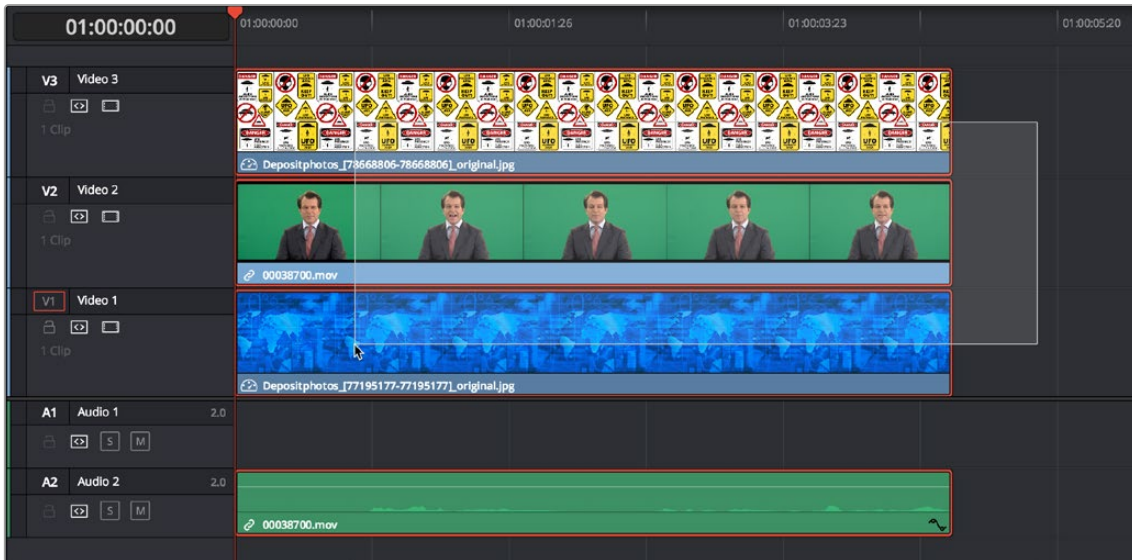 01:00:00:00
01:00:00:00 01:00:01:26 01:00:03:23 01:00:05:20
V3 Video 3
1 Clip
UFO
DANGER
Depositphotos_[78668806-78668806]_original.jpg
V2 Video 2
1 Clip
00038700.mov
V1 Video 1
1 Clip
Depositphotos_[77195177-77195177]_original.jpg
A1 Audio 1 2.0
S M
A2 Audio 2 2.0
S M
00038700.mov